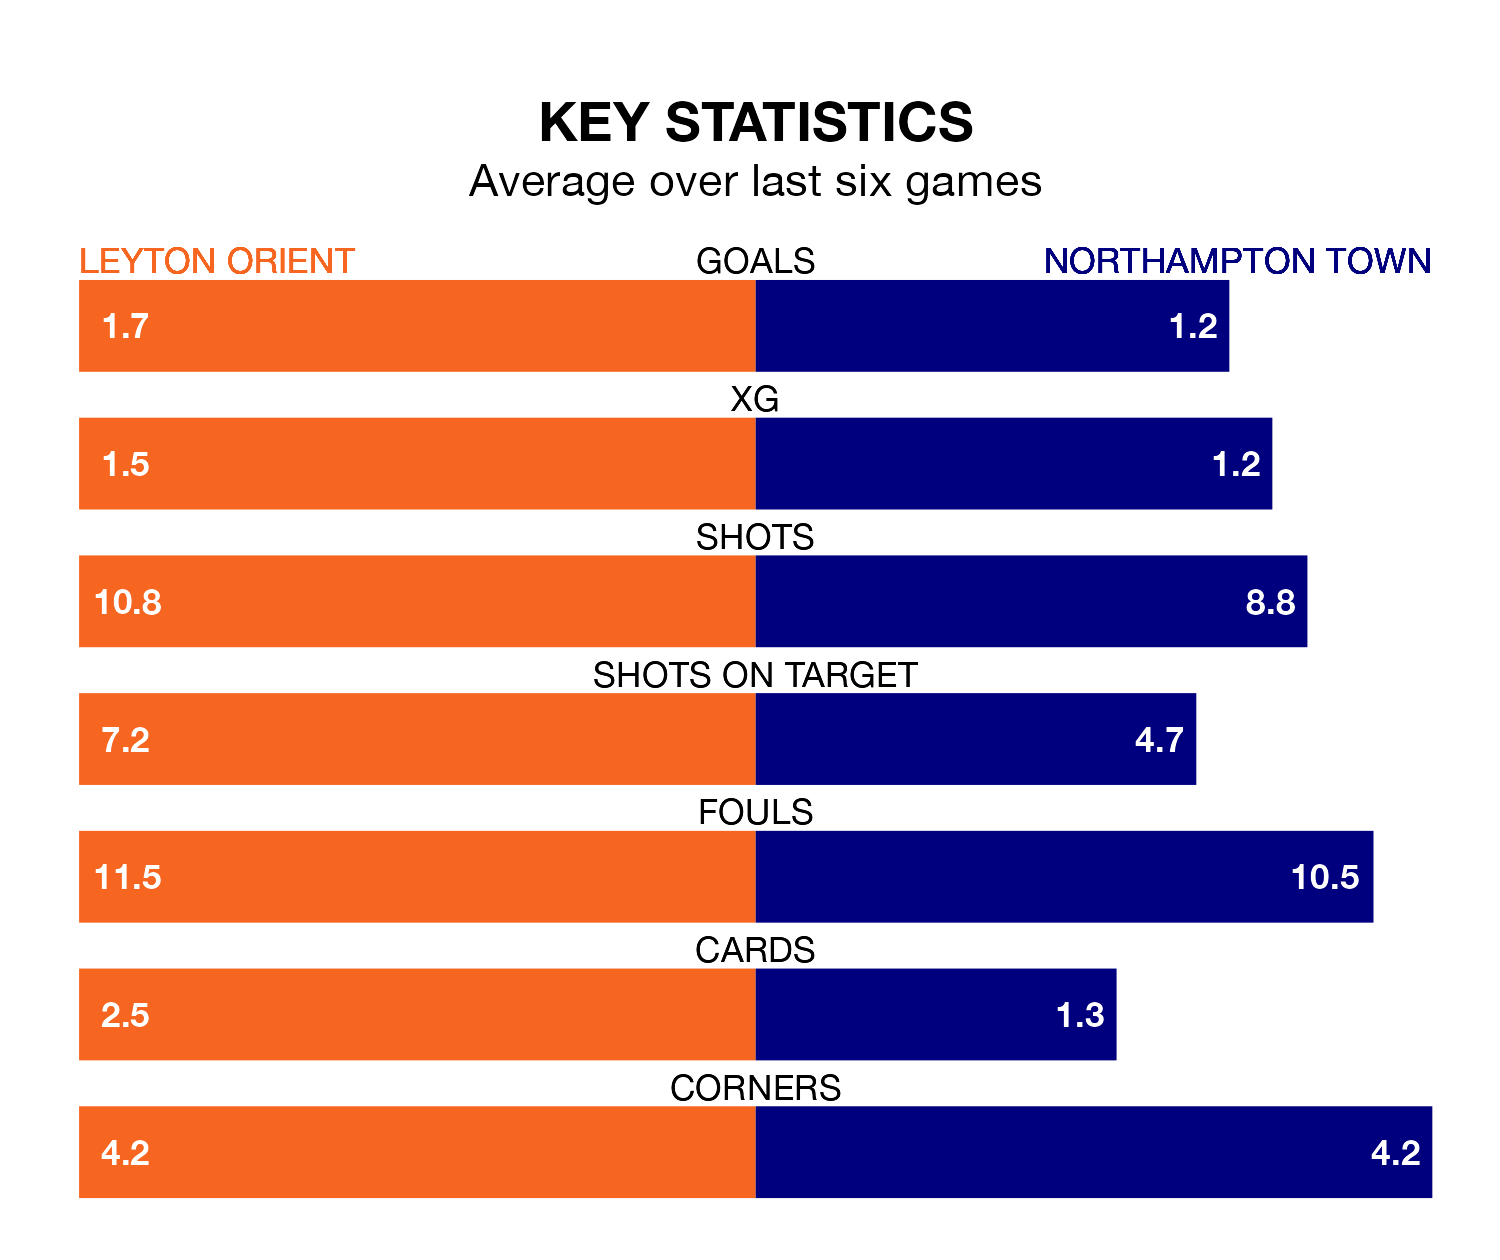 KEY STATISTICS
Average over last six games
LEYTON ORIENT GOALS NORTHAMPTON TOWN
1.7 1.2
XG
1.5 1.2
SHOTS
10.8 8.8
SHOTS ON TARGET
7.2 4.7
FOULS
11.5 10.5
CARDS
2.5 1.3
CORNERS
4.2 4.2